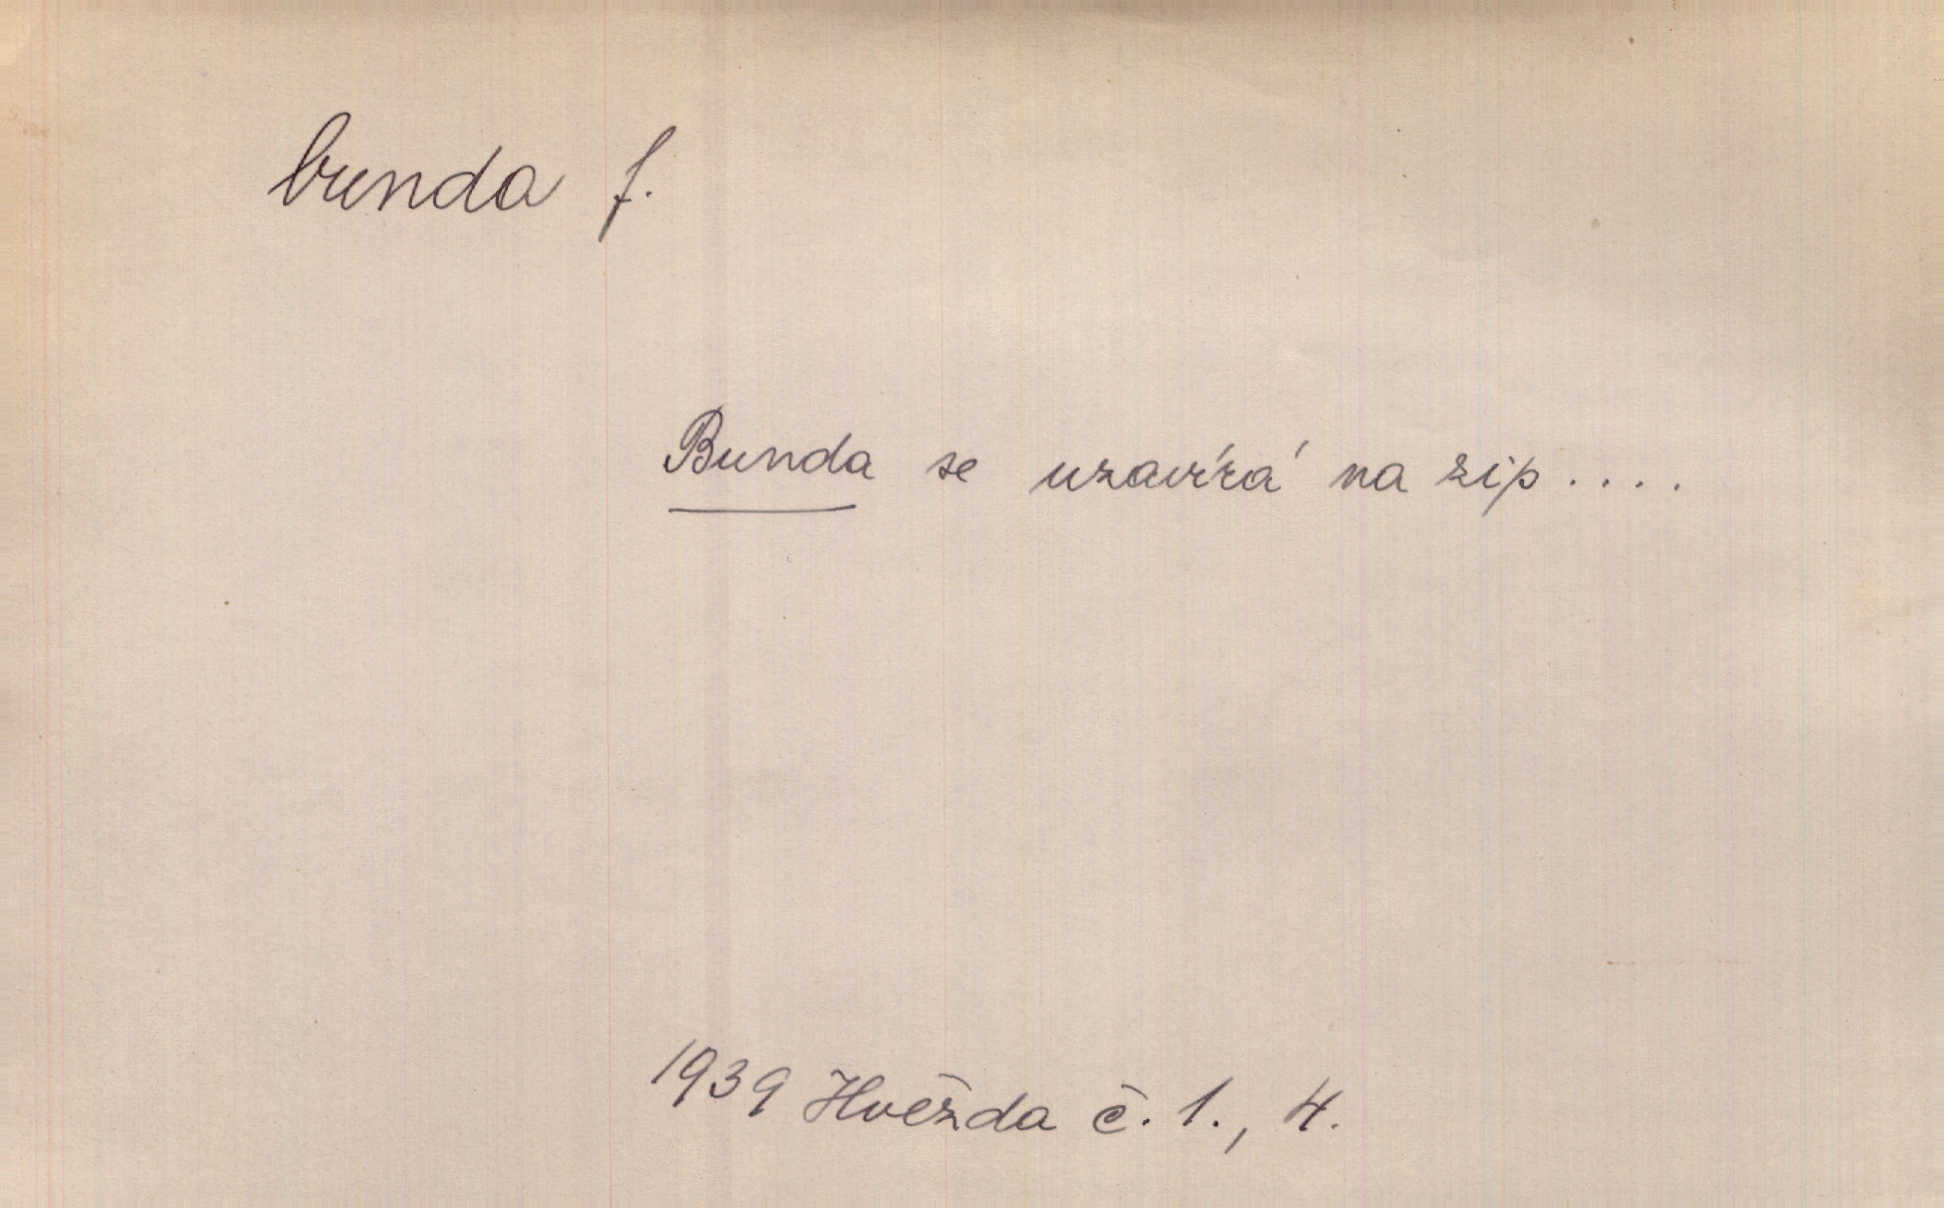 bunda f.
Bunda se uzavírá na zip....
1939 Hvězda č. 1., 4.